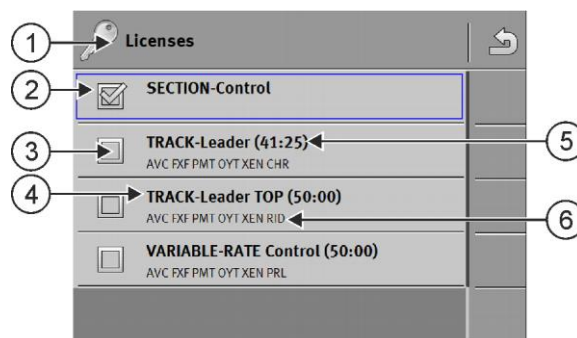 Licenses
1
SECTION-Control
2
TRACK-Leader (41:25)
3
5
AVC FXF PMT OYT XEN CHR
4
TRACK-Leader TOP (50:00)
AVC FXF PMT OYT XEN RID
6
VARIABLE-RATE Control (50:00)
AVC FXF PMT OYT XEN PRL